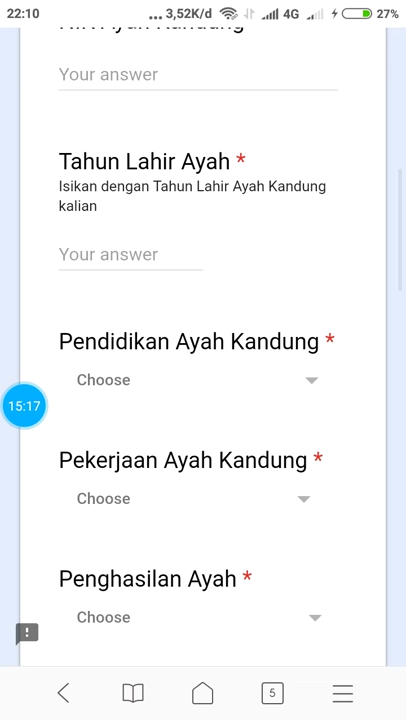 22:10 ... 3,52K/d 4G 27%
Your answer
Tahun Lahir Ayah *
Isikan dengan Tahun Lahir Ayah Kandung
kalian
Your answer
Pendidikan Ayah Kandung *
Choose
15:17
Pekerjaan Ayah Kandung *
Choose
Penghasilan Ayah *
Choose
!
5